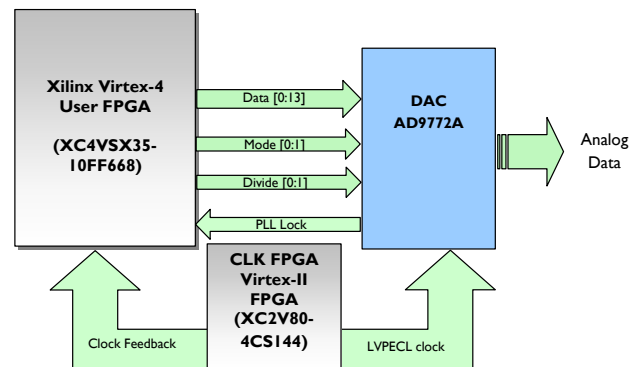 Xilinx Virtex-4
User FPGA
(XC4VSX35-
10FF668)
Data [0:13]
Mode [0:1]
Divide [0:1]
PLL Lock
DAC
AD9772A
Analog
Data
CLK FPGA
Virtex-II
FPGA
(XC2V80-
4CS144)
Clock Feedback
LVPECL clock